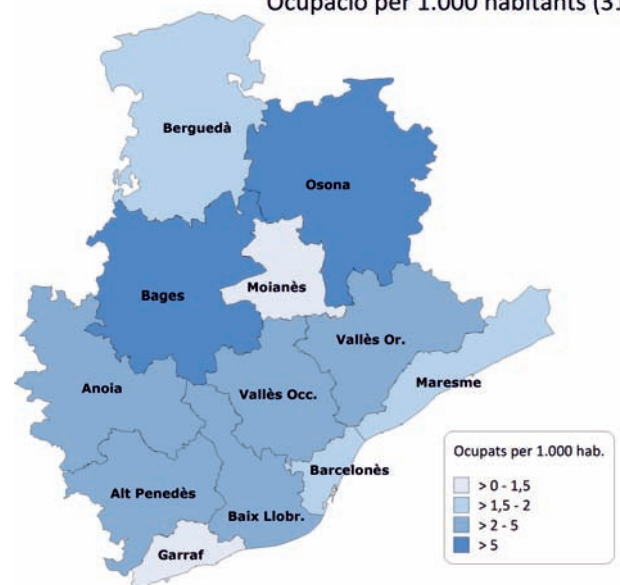 Ocupació per 1.000 habitants (31
Berguedà
Osona
Bages
Moianès
Vallès Or.
Anoia
Vallès Occ.
Maresme
Barcelonès
Alt Penedès
Baix Llobr.
Garraf
Ocupats per 1.000 hab.
> 0 - 1,5
> 1,5 - 2
> 2 - 5
> 5